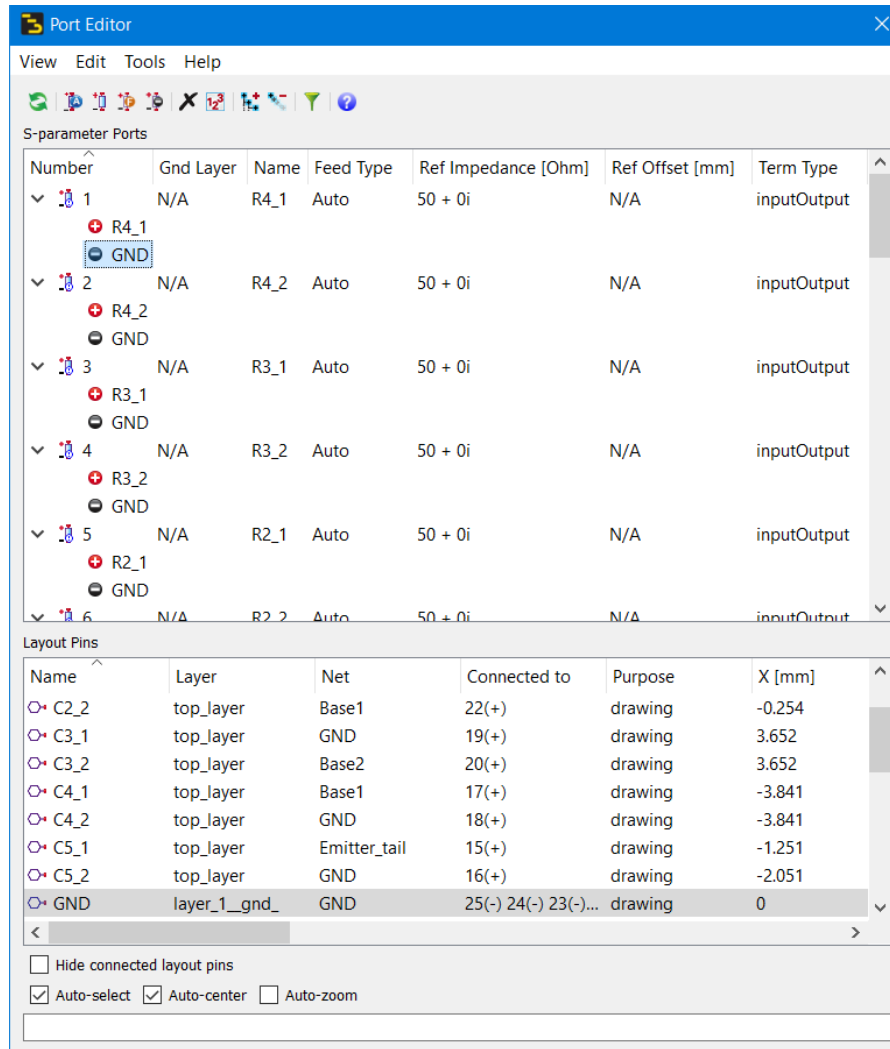 Port Editor
View Edit Tools Help
S-parameter Ports
Number Gnd Layer Name Feed Type Ref Impedance [Ohm] Ref Offset [mm] Term Type
1 N/A R4_1 Auto 50 + 0i N/A inputOutput
R4_1
GND
2 N/A R4_2 Auto 50 + 0i N/A inputOutput
R4_2
GND
3 N/A R3_1 Auto 50 + 0i N/A inputOutput
R3_1
GND
4 N/A R3_2 Auto 50 + 0i N/A inputOutput
R3_2
GND
5 N/A R2_1 Auto 50 + 0i N/A inputOutput
R2_1
GND
6 N/A R2_2 Auto 50 + 0i N/A inputOutput
Layout Pins
Name Layer Net Connected to Purpose X [mm]
C2_2 top_layer Base1 22(+) drawing -0.254
C3_1 top_layer GND 19(+) drawing 3.652
C3_2 top_layer Base2 20(+) drawing 3.652
C4_1 top_layer Base1 17(+) drawing -3.841
C4_2 top_layer GND 18(+) drawing -3.841
C5_1 top_layer Emitter_tail 15(+) drawing -1.251
C5_2 top_layer GND 16(+) drawing -2.051
GND layer_1__gnd_ GND 25(-) 24(-) 23(-)... drawing 0
Hide connected layout pins
Auto-select Auto-center Auto-zoom